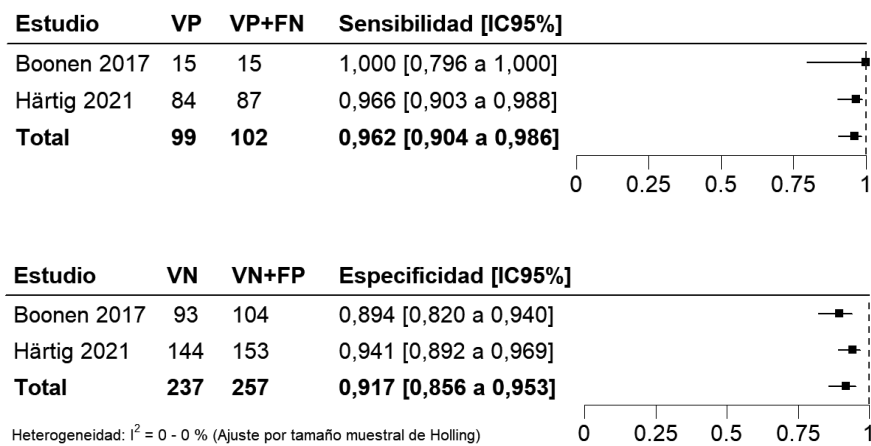 Estudio VP VP+FN Sensibilidad [IC95%]
Boonen 2017 15 15 1,000 [0,796 a 1,000]
Härtig 2021 84 87 0,966 [0,903 a 0,988]
Total 99 102 0,962 [0,904 a 0,986]
0 0.25 0.5 0.75 1
Estudio VN VN+FP Especificidad [IC95%]
Boonen 2017 93 104 0,894 [0,820 a 0,940]
Härtig 2021 144 153 0,941 [0,892 a 0,969]
Total 237 257 0,917 [0,856 a 0,953]
Heterogeneidad: I² = 0 - 0 % (Ajuste por tamaño muestral de Holling)
0 0.25 0.5 0.75 1